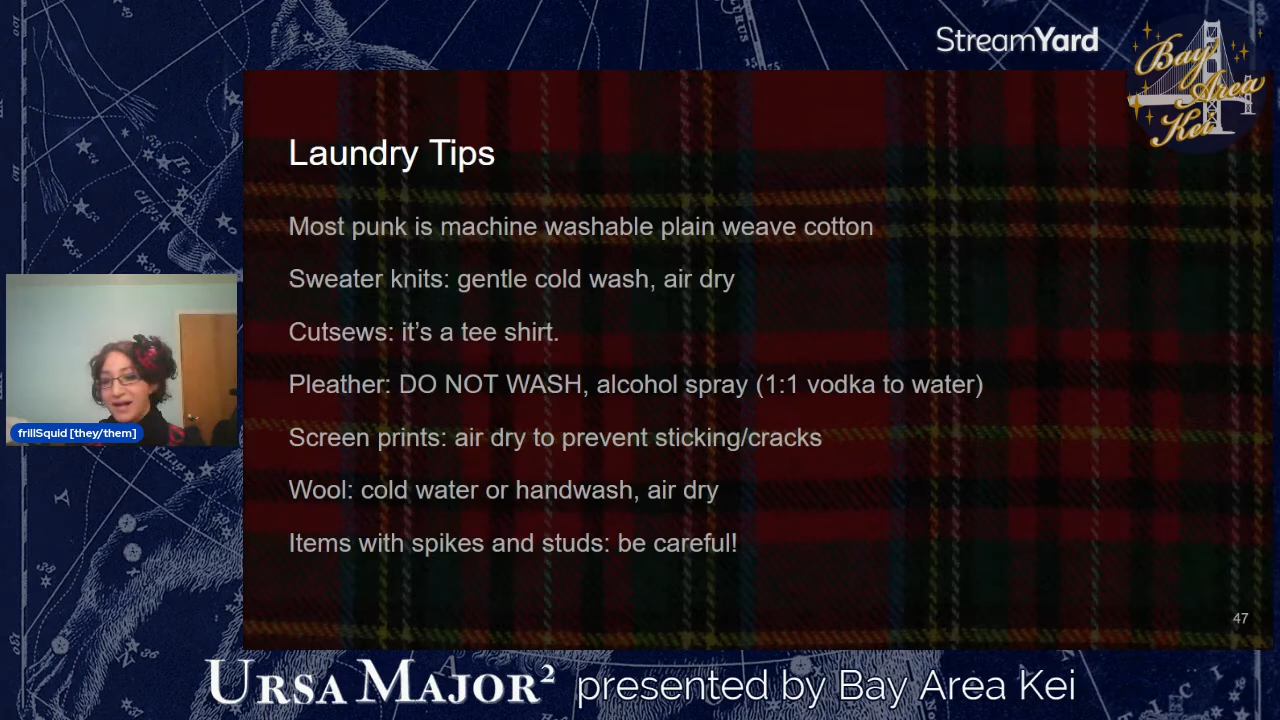 StreamYard
Bay
Area
Kei
Laundry Tips
Most punk is machine washable plain weave cotton
Sweater knits: gentle cold wash, air dry
Cutsews: it’s a tee shirt.
Pleather: DO NOT WASH, alcohol spray (1:1 vodka to water)
Screen prints: air dry to prevent sticking/cracks
Wool: cold water or handwash, air dry
Items with spikes and studs: be careful!
47
frillSquid [they/them]
URSA MAJOR² presented by Bay Area Kei